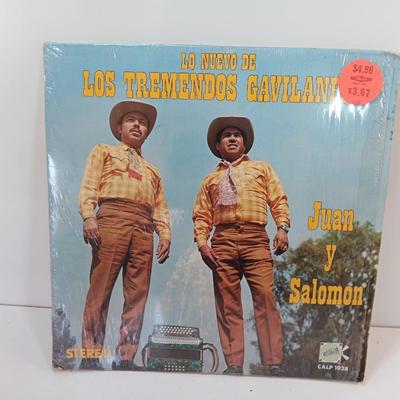 LO NUEVO DE
LOS TREMENDOS GAVILANE
$4.98
$3.67
Juan
y
Salomon
STEREO
CALP 1028